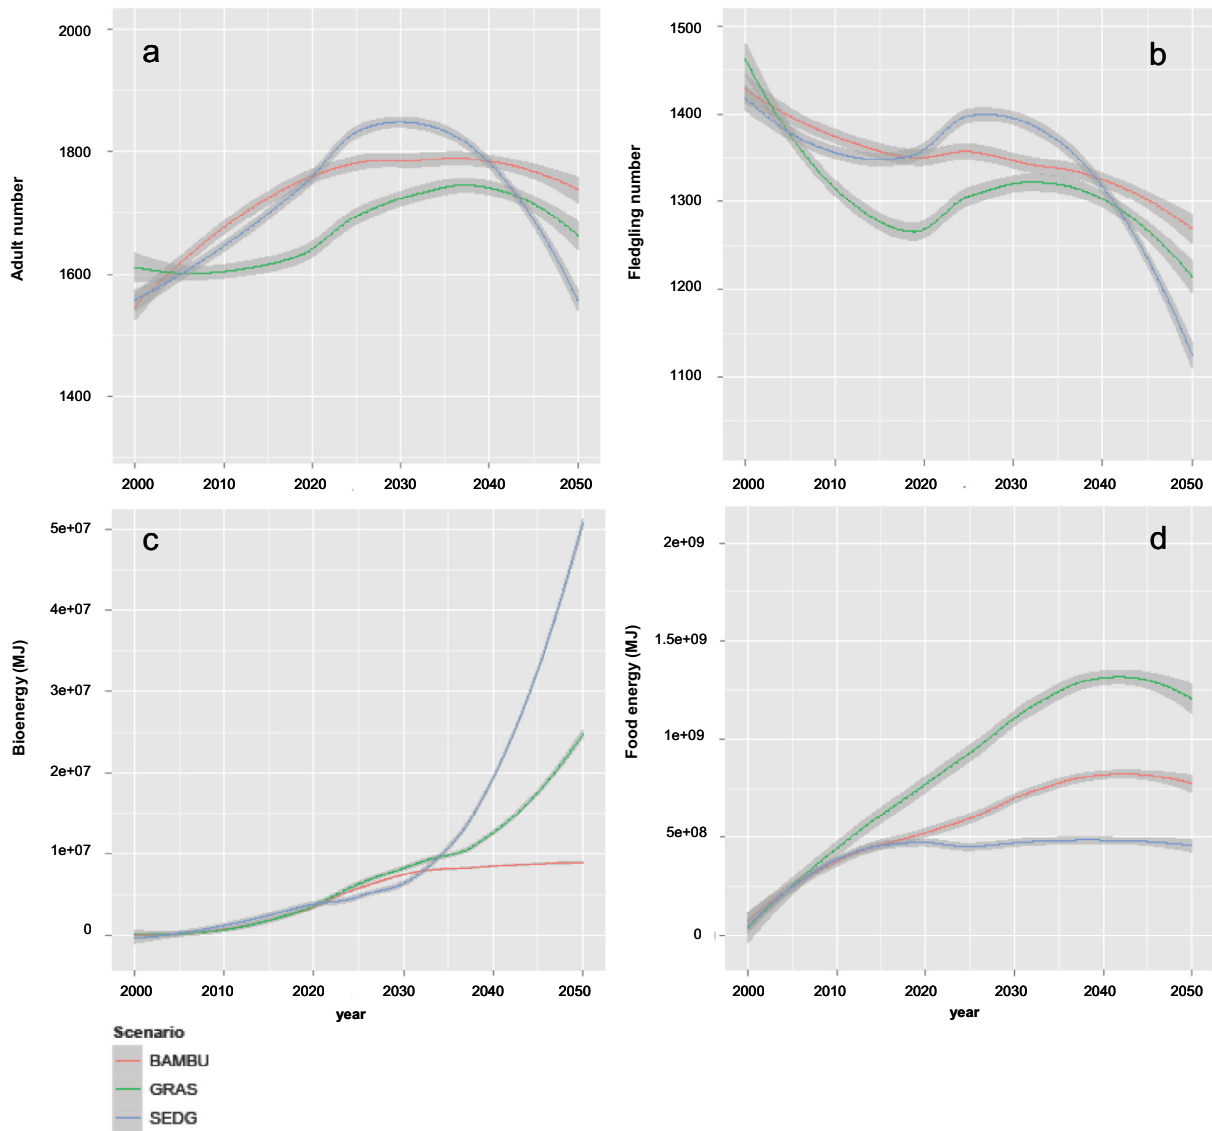 a
2000
1800
1600
1400
Adult number
2000 2010 2020 2030 2040 2050
b
1500
1400
1300
1200
1100
Fledgling number
2000 2010 2020 2030 2040 2050
c
5e+07
4e+07
3e+07
2e+07
1e+07
0
Bioenergy (MJ)
2000 2010 2020 2030 2040 2050
year
d
2e+09
1.5e+09
1e+09
5e+08
0
Food energy (MJ)
2000 2010 2020 2030 2040 2050
year
Scenario
BAMBU
GRAS
SEDG